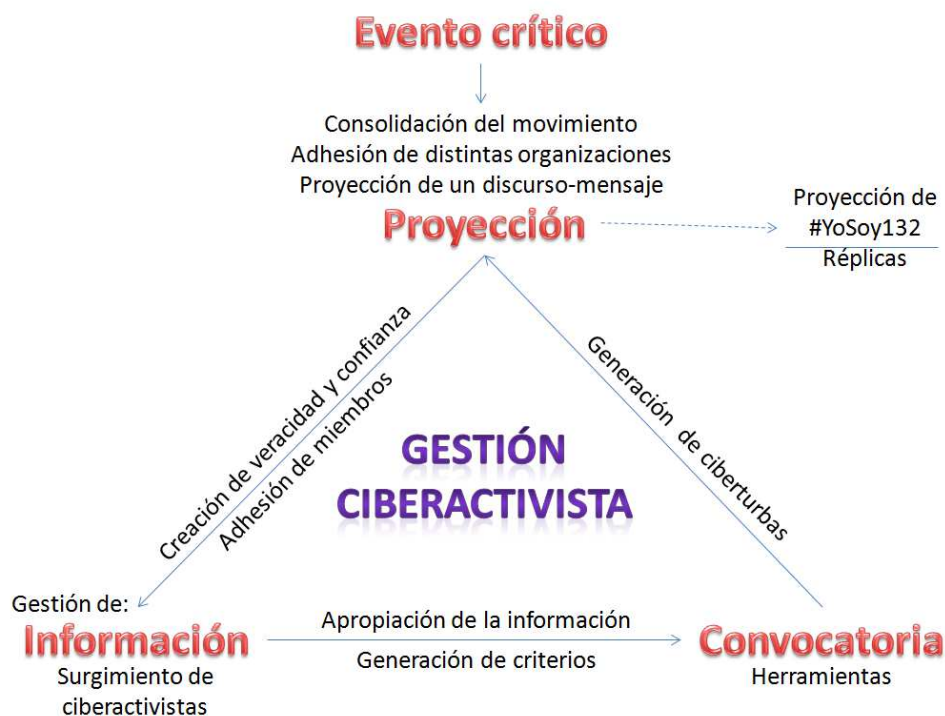 Evento crítico
Consolidación del movimiento
Adhesión de distintas organizaciones
Proyección de un discurso-mensaje
Proyección
Proyección de
#YoSoy132
Réplicas
Creación de veracidad y confianza
Adhesión de miembros
Generación de ciberturbas
GESTIÓN
CIBERACTIVISTA
Gestión de:
Información
Surgimiento de
ciberactivistas
Apropiación de la información
Generación de criterios
Convocatoria
Herramientas